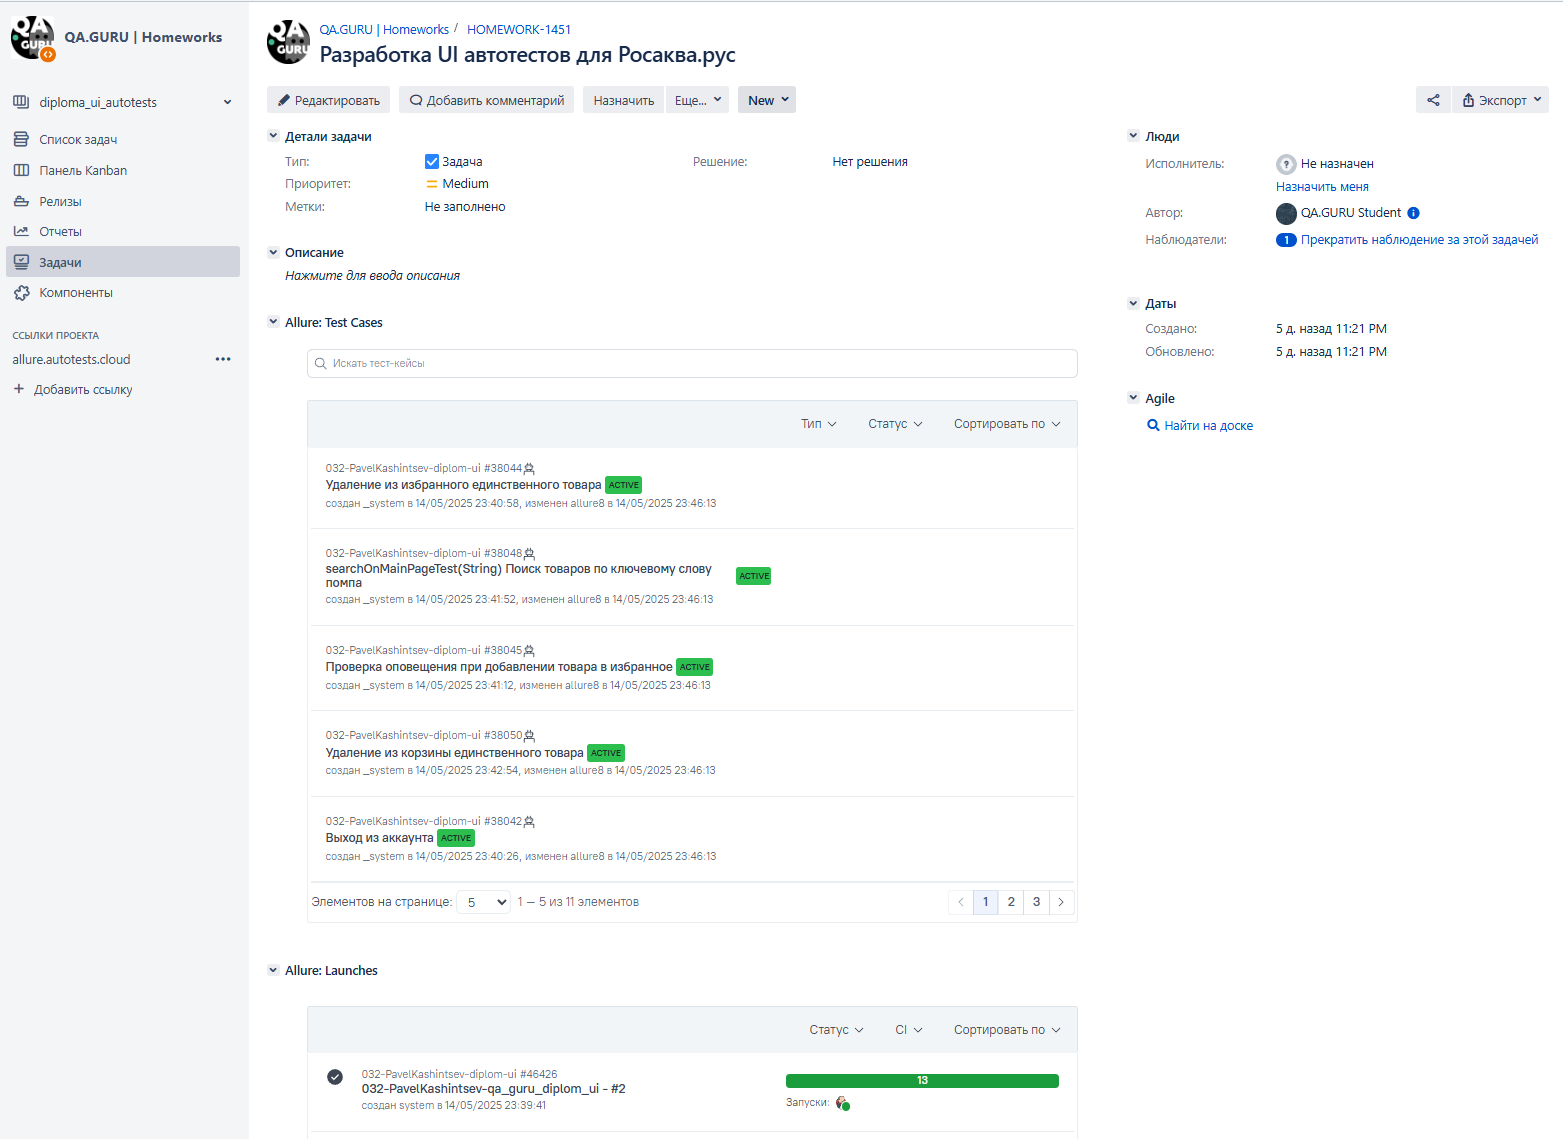 QA GURU
QA.GURU | Homeworks
diploma_ui_autotests
Список задач
Панель Kanban
Релизы
Отчеты
Задачи
Компоненты
ССЫЛКИ ПРОЕКТА
allure.autotests.cloud
Добавить ссылку
QA GURU
QA.GURU | Homeworks / HOMEWORK-1451
Разработка UI автотестов для Росаква.рус
Редактировать Добавить комментарий Назначить Еще... New Экспорт
Детали задачи
Тип: Задача Решение: Нет решения
Приоритет: Medium
Метки: Не заполнено
Описание
Нажмите для ввода описания
Allure: Test Cases
Искать тест-кейсы
Тип Статус Сортировать по
032-PavelKashintsev-diplom-ui #38044
Удаление из избранного единственного товара ACTIVE
создан _system в 14/05/2025 23:40:58, изменен allure8 в 14/05/2025 23:46:13
032-PavelKashintsev-diplom-ui #38048
searchOnMainPageTest(String) Поиск товаров по ключевому слову
помпа
ACTIVE
создан _system в 14/05/2025 23:41:52, изменен allure8 в 14/05/2025 23:46:13
032-PavelKashintsev-diplom-ui #38045
Проверка оповещения при добавлении товара в избранное ACTIVE
создан _system в 14/05/2025 23:41:12, изменен allure8 в 14/05/2025 23:46:13
032-PavelKashintsev-diplom-ui #38050
Удаление из корзины единственного товара ACTIVE
создан _system в 14/05/2025 23:42:54, изменен allure8 в 14/05/2025 23:46:13
032-PavelKashintsev-diplom-ui #38042
Выход из аккаунта ACTIVE
создан _system в 14/05/2025 23:40:26, изменен allure8 в 14/05/2025 23:46:13
Элементов на странице: 5 1 — 5 из 11 элементов < 1 2 3 >
Allure: Launches
Статус CI Сортировать по
032-PavelKashintsev-diplom-ui #46426
032-PavelKashintsev-qa_guru_diplom_ui - #2
создан system в 14/05/2025 23:39:41
13
Запуски:
Люди
Исполнитель: Не назначен
Назначить меня
Автор: QA.GURU Student
Наблюдатели: 1 Прекратить наблюдение за этой задачей
Даты
Создано: 5 д. назад 11:21 PM
Обновлено: 5 д. назад 11:21 PM
Agile
Найти на доске